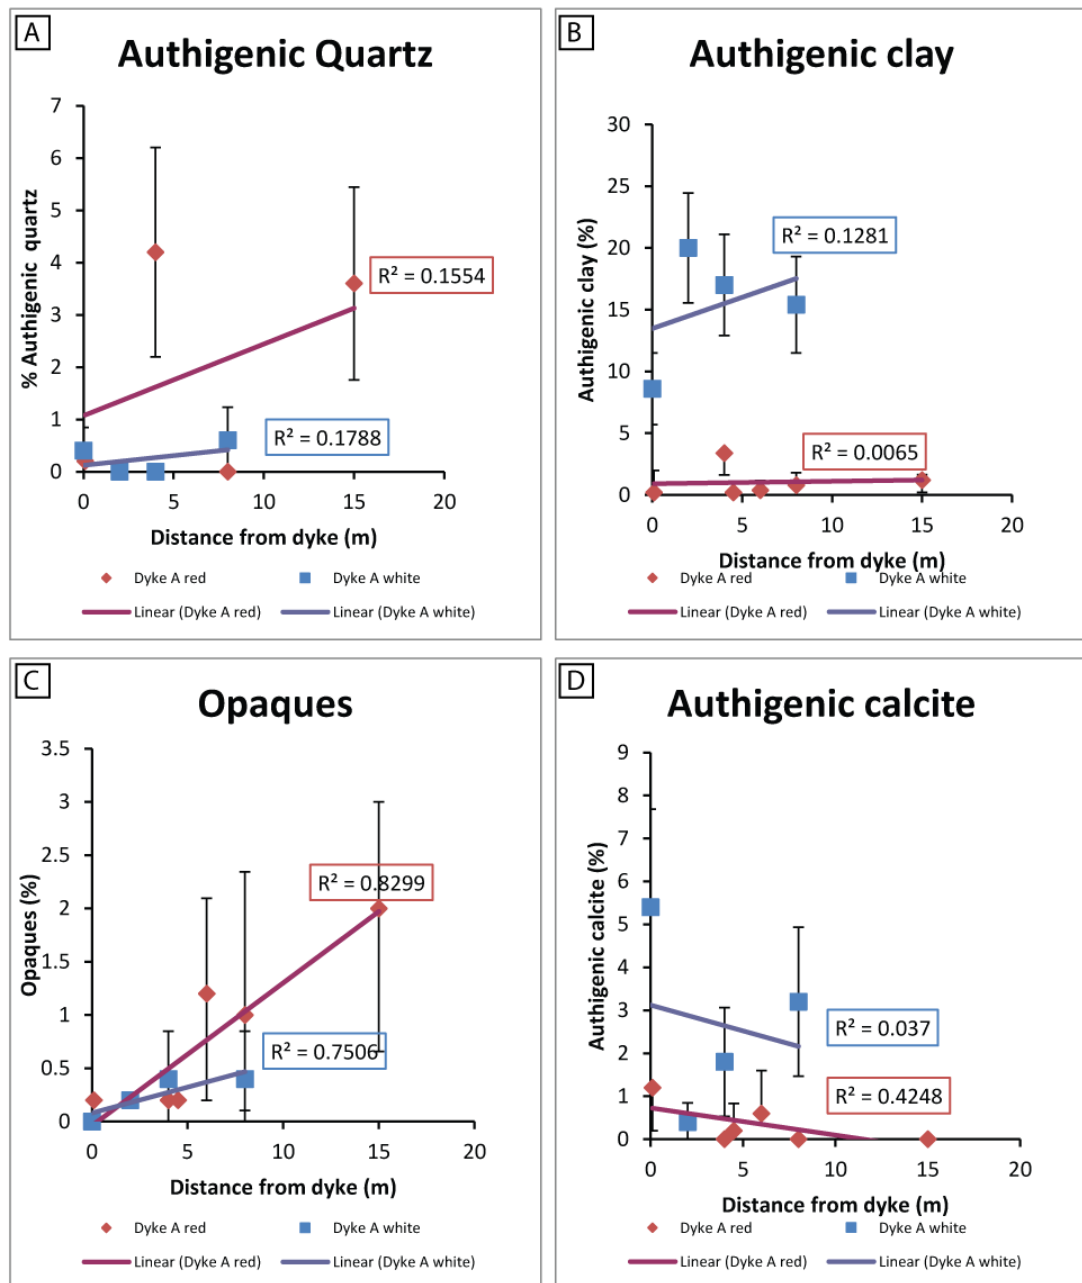 A
Authigenic Quartz
7
6
5
4
3
2
1
0
% Authigenic quartz
R² = 0.1554
R² = 0.1788
0 5 10 15 20
Distance from dyke (m)
Dyke A red Dyke A white
Linear (Dyke A red) Linear (Dyke A white)
B
Authigenic clay
30
25
20
15
10
5
0
Authigenic clay (%)
R² = 0.1281
R² = 0.0065
0 5 10 15 20
Distance from dyke (m)
Dyke A red Dyke A white
Linear (Dyke A red) Linear (Dyke A white)
C
Opaques
3.5
3
2.5
2
1.5
1
0.5
0
Opaques (%)
R² = 0.8299
R² = 0.7506
0 5 10 15 20
Distance from dyke (m)
Dyke A red Dyke A white
Linear (Dyke A red) Linear (Dyke A white)
D
Authigenic calcite
9
8
7
6
5
4
3
2
1
0
Authigenic calcite (%)
R² = 0.037
R² = 0.4248
0 5 10 15 20
Distance from dyke (m)
Dyke A red Dyke A white
Linear (Dyke A red) Linear (Dyke A white)